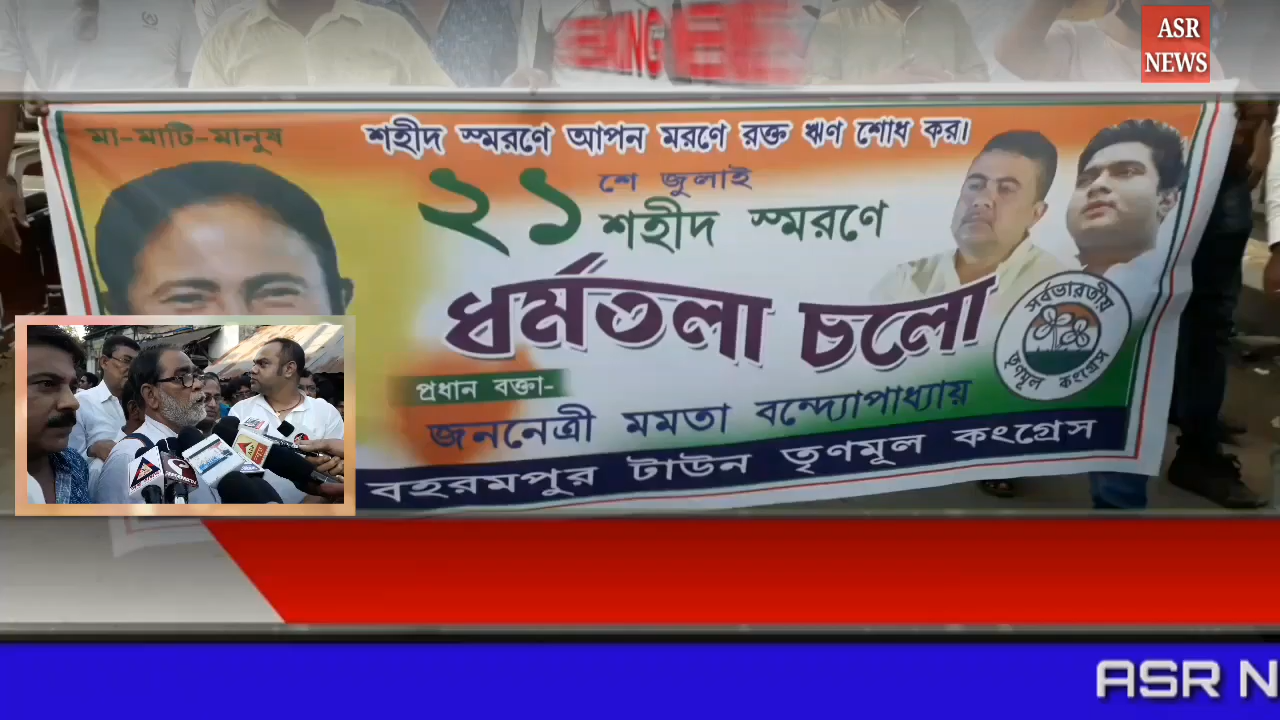 ASR
NEWS
মা-মাটি-মানুষ
শহীদ স্মরণে আপন মরণে রক্ত ঋণ শোধ কর।
২১ শে জুলাই
শহীদ স্মরণে
ধর্মতলা চলো
সর্বভারতীয়
তৃণমূল কংগ্রেস
প্রধান বক্তা-
জননেত্রী মমতা বন্দ্যোপাধ্যায়
বহরমপুর টাউন তৃণমূল কংগ্রেস
ASR N